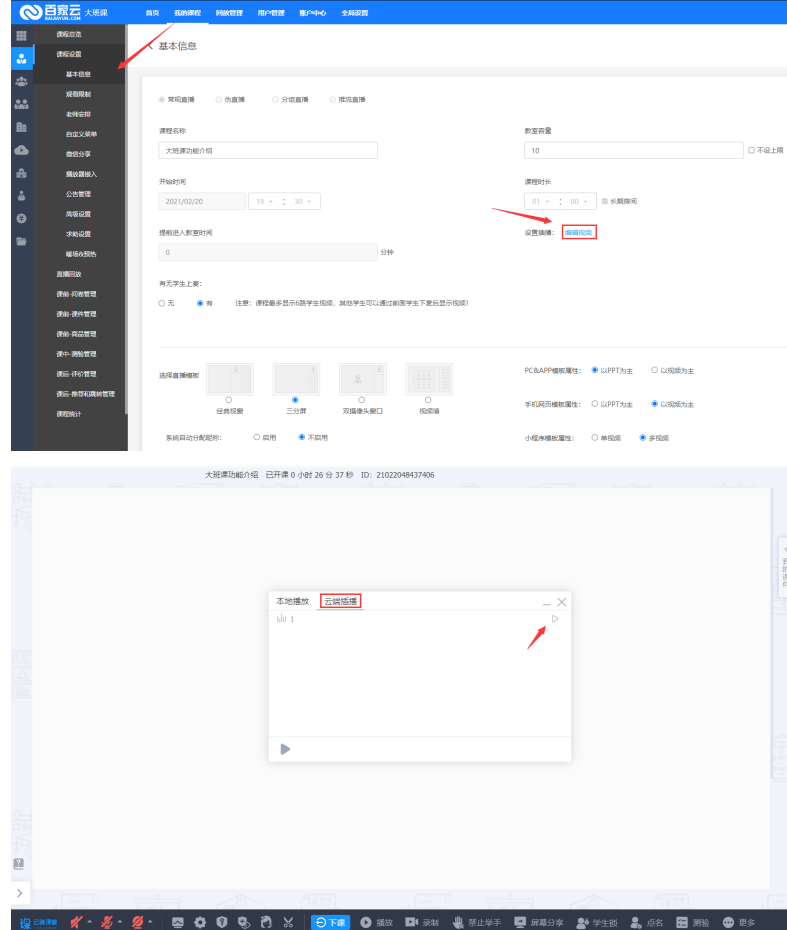 百家云 大班课 首页 我的课程 回放管理 用户管理 账户中心 全局设置
BAIJIAYUN.COM
课程总览
课程设置
基本信息
观看限制
老师安排
自定义菜单
微信分享
播放器嵌入
公告管理
高级设置
求助设置
暖场&预热
直播回放
课前-问卷管理
课前-课件管理
课前-商品管理
课中-测验管理
课后-评价管理
课后-推荐和跳转管理
课程统计
基本信息
常规直播 伪直播 分组直播 推流直播
课程名称 教室容量
大班课功能介绍 10 不设上限
开始时间 课程时长
2021/02/20 19 : 30 01 : 00 长期房间
提前进入教室时间 设置插播: 编辑视频
0 分钟
有无学生上麦:
无 有 注意: 课程最多显示6路学生视频, 其他学生可以通过前面学生下麦后显示视频!
选择直播模板 PC&APP模板属性: 以PPT为主 以视频为主
经典视窗 三分屏 双摄像头窗口 视频墙 手机网页模板属性: 以PPT为主 以视频为主
系统自动分配昵称: 启用 不启用 小程序模板属性: 单视频 多视频
大班课功能介绍 已开课 0 小时 26 分 37 秒 ID: 21022048437406
本地播放 云端插播
1
下课 播放 录制 禁止举手 屏幕分享 学生锁 点名 测验 更多